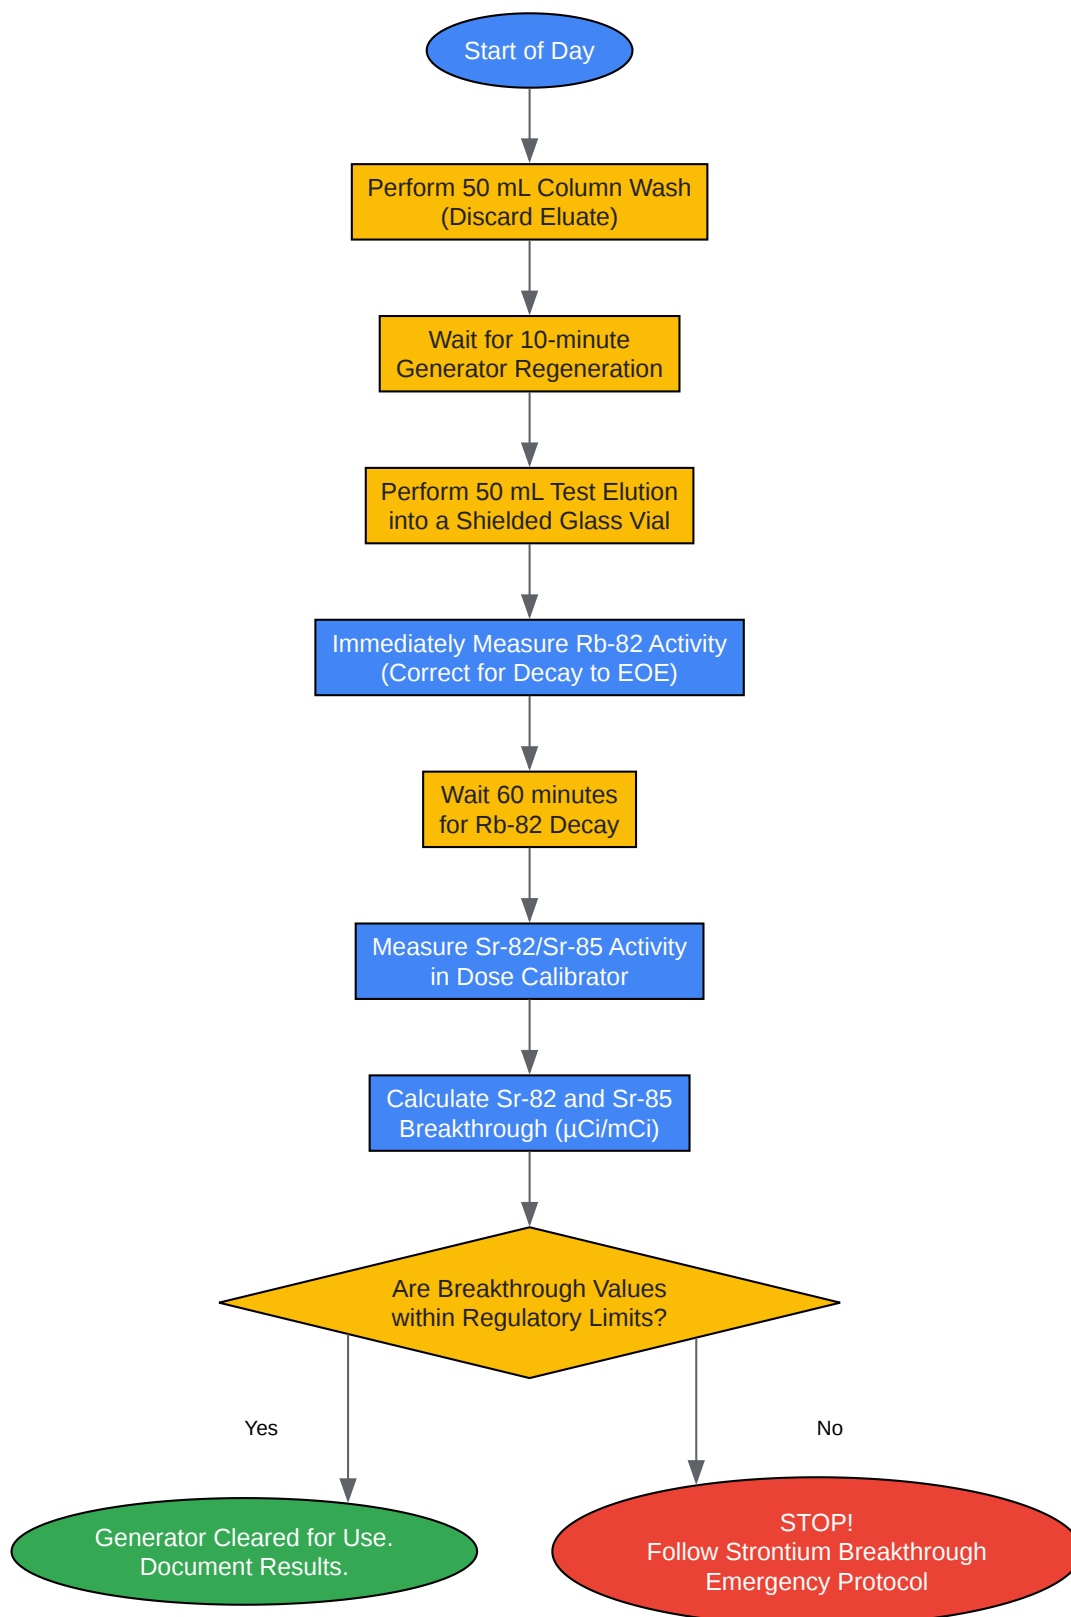 Start of Day
Perform 50 mL Column Wash
(Discard Eluate)
Wait for 10-minute
Generator Regeneration
Perform 50 mL Test Elution
into a Shielded Glass Vial
Immediately Measure Rb-82 Activity
(Correct for Decay to EOE)
Wait 60 minutes
for Rb-82 Decay
Measure Sr-82/Sr-85 Activity
in Dose Calibrator
Calculate Sr-82 and Sr-85
Breakthrough (µCi/mCi)
Are Breakthrough Values
within Regulatory Limits?
Yes
No
Generator Cleared for Use.
Document Results.
STOP!
Follow Strontium Breakthrough
Emergency Protocol